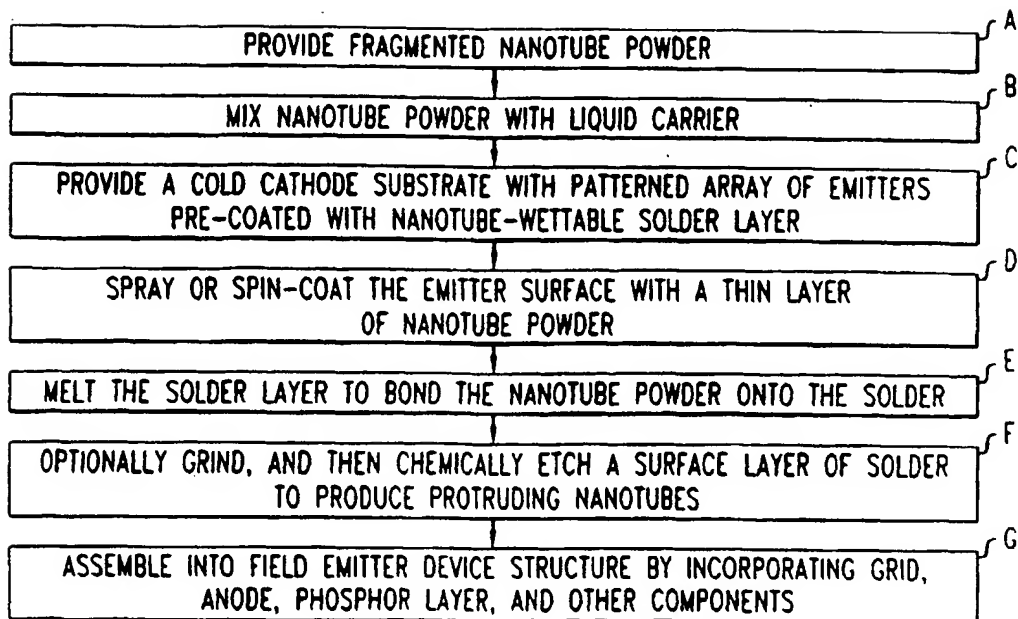 A
PROVIDE FRAGMENTED NANOTUBE POWDER
B
MIX NANOTUBE POWDER WITH LIQUID CARRIER
C
PROVIDE A COLD CATHODE SUBSTRATE WITH PATTERNED ARRAY OF EMITTERS
PRE-COATED WITH NANOTUBE-WETTABLE SOLDER LAYER
D
SPRAY OR SPIN-COAT THE EMITTER SURFACE WITH A THIN LAYER
OF NANOTUBE POWDER
E
MELT THE SOLDER LAYER TO BOND THE NANOTUBE POWDER ONTO THE SOLDER
F
OPTIONALLY GRIND, AND THEN CHEMICALLY ETCH A SURFACE LAYER OF SOLDER
TO PRODUCE PROTRUDING NANOTUBES
G
ASSEMBLE INTO FIELD EMITTER DEVICE STRUCTURE BY INCORPORATING GRID,
ANODE, PHOSPHOR LAYER, AND OTHER COMPONENTS